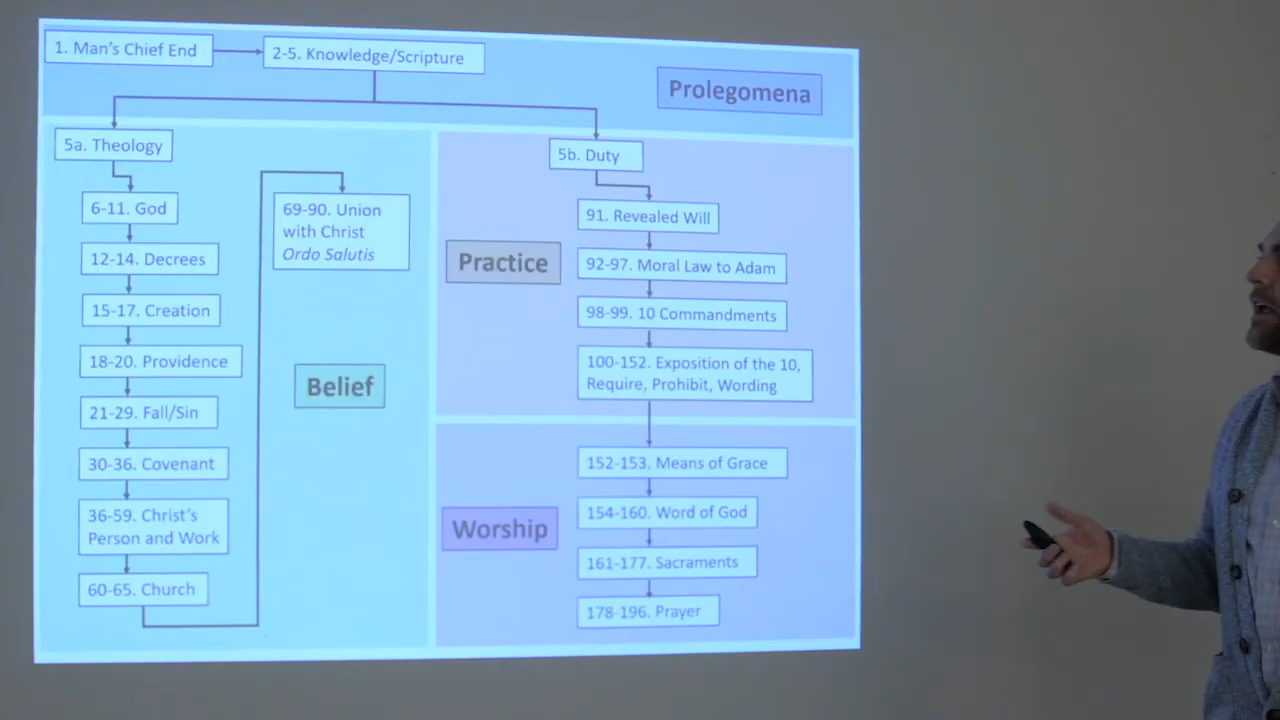 1. Man's Chief End
2-5. Knowledge/Scripture
Prolegomena
5a. Theology
6-11. God
12-14. Decrees
15-17. Creation
18-20. Providence
21-29. Fall/Sin
30-36. Covenant
36-59. Christ's
Person and Work
60-65. Church
69-90. Union
with Christ
Ordo Salutis
Belief
5b. Duty
91. Revealed Will
Practice
92-97. Moral Law to Adam
98-99. 10 Commandments
100-152. Exposition of the 10,
Require, Prohibit, Wording
152-153. Means of Grace
Worship
154-160. Word of God
161-177. Sacraments
178-196. Prayer